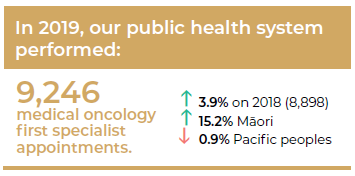 In 2019, our public health system
performed:
9,246
medical oncology
first specialist
appointments.
↑ 3.9% on 2018 (8,898)
↑ 15.2% Māori
↓ 0.9% Pacific peoples